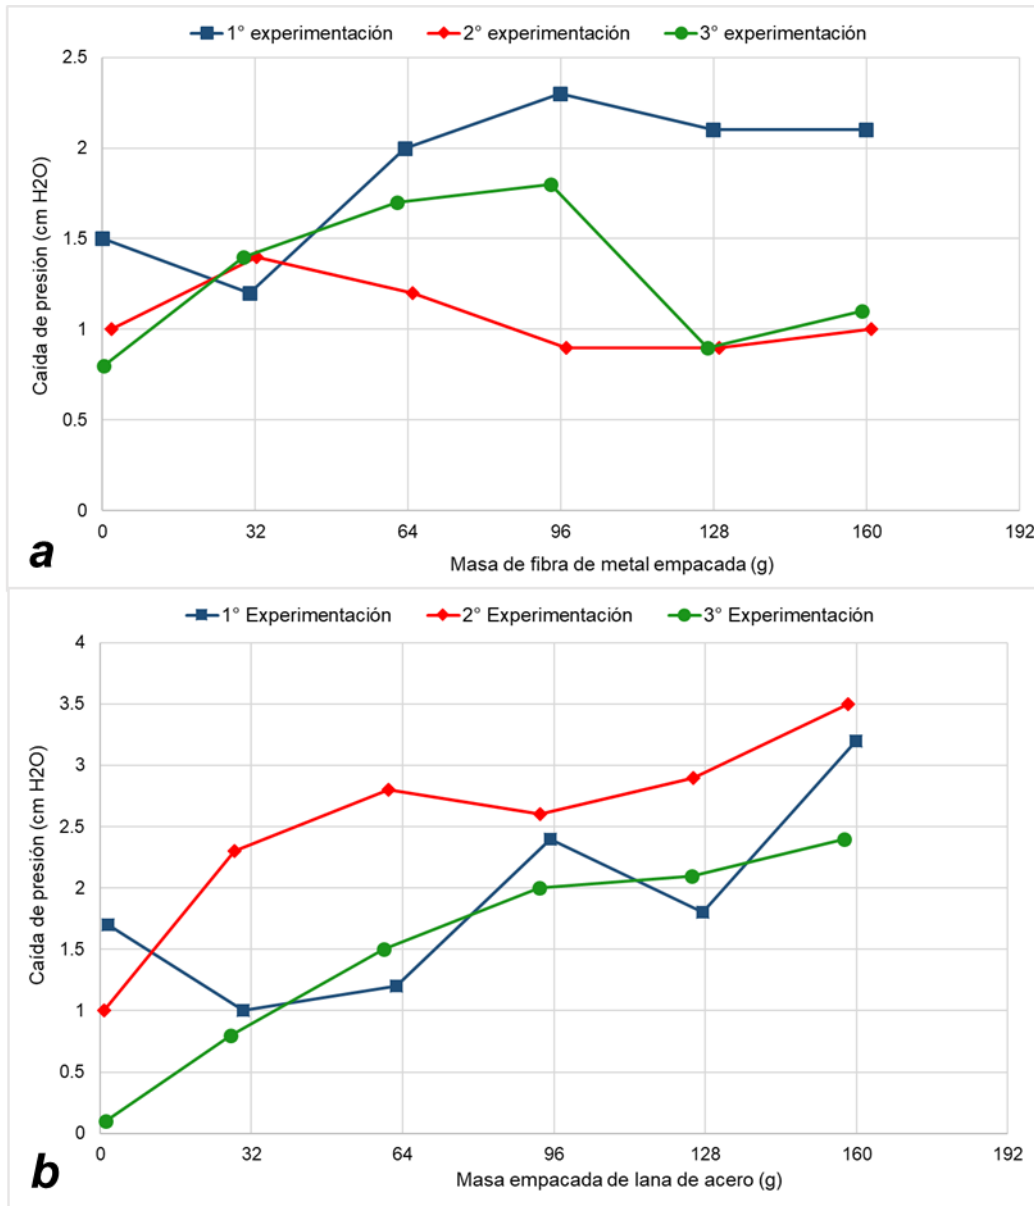 1° experimentación 2° experimentación 3° experimentación
2.5
2
1.5
1
0.5
0
Caída de presión (cm H2O)
0 32 64 96 128 160 192
Masa de fibra de metal empacada (g)
a
1° Experimentación 2° Experimentación 3° Experimentación
4
3.5
3
2.5
2
1.5
1
0.5
0
Caída de presión (cm H2O)
0 32 64 96 128 160 192
Masa empacada de lana de acero (g)
b